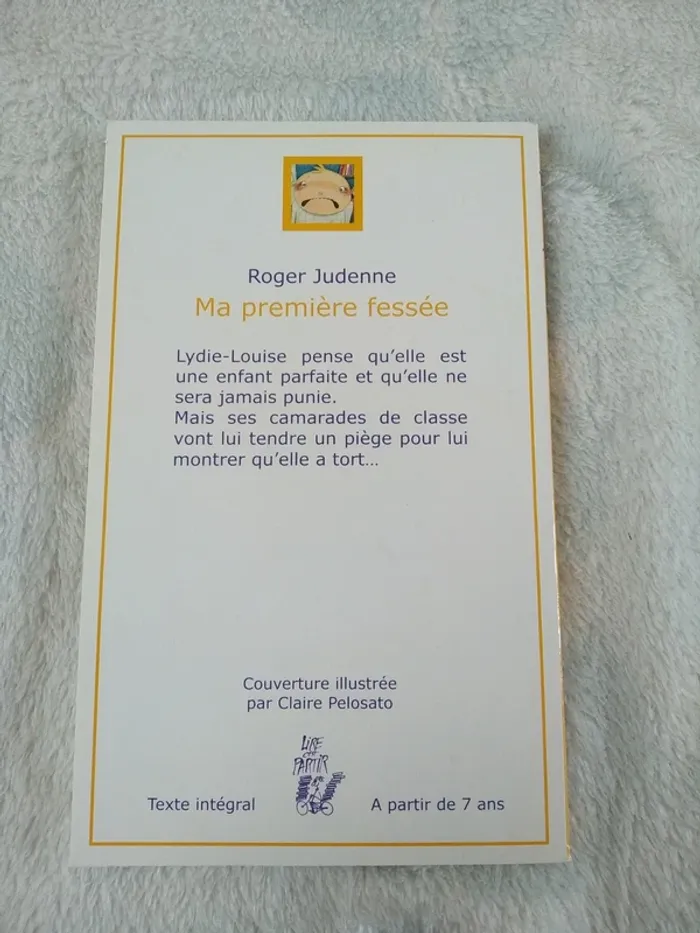 Roger Judenne
Ma première fessée
Lydie-Louise pense qu'elle est
une enfant parfaite et qu'elle ne
sera jamais punie.
Mais ses camarades de classe
vont lui tendre un piège pour lui
montrer qu'elle a tort...
Couverture illustrée
par Claire Pelosato
LIRE
C'EST
PARTIR
Texte intégral
A partir de 7 ans